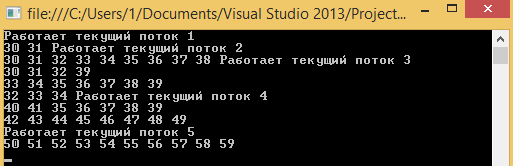 file:///C:/Users/1/Documents/Visual Studio 2013/Project...
Работает текущий поток 1
30 31 Работает текущий поток 2
30 31 32 33 34 35 36 37 38 Работает текущий поток 3
30 31 32 39
33 34 35 36 37 38 39
32 33 34 Работает текущий поток 4
40 41 35 36 37 38 39
42 43 44 45 46 47 48 49
Работает текущий поток 5
50 51 52 53 54 55 56 57 58 59